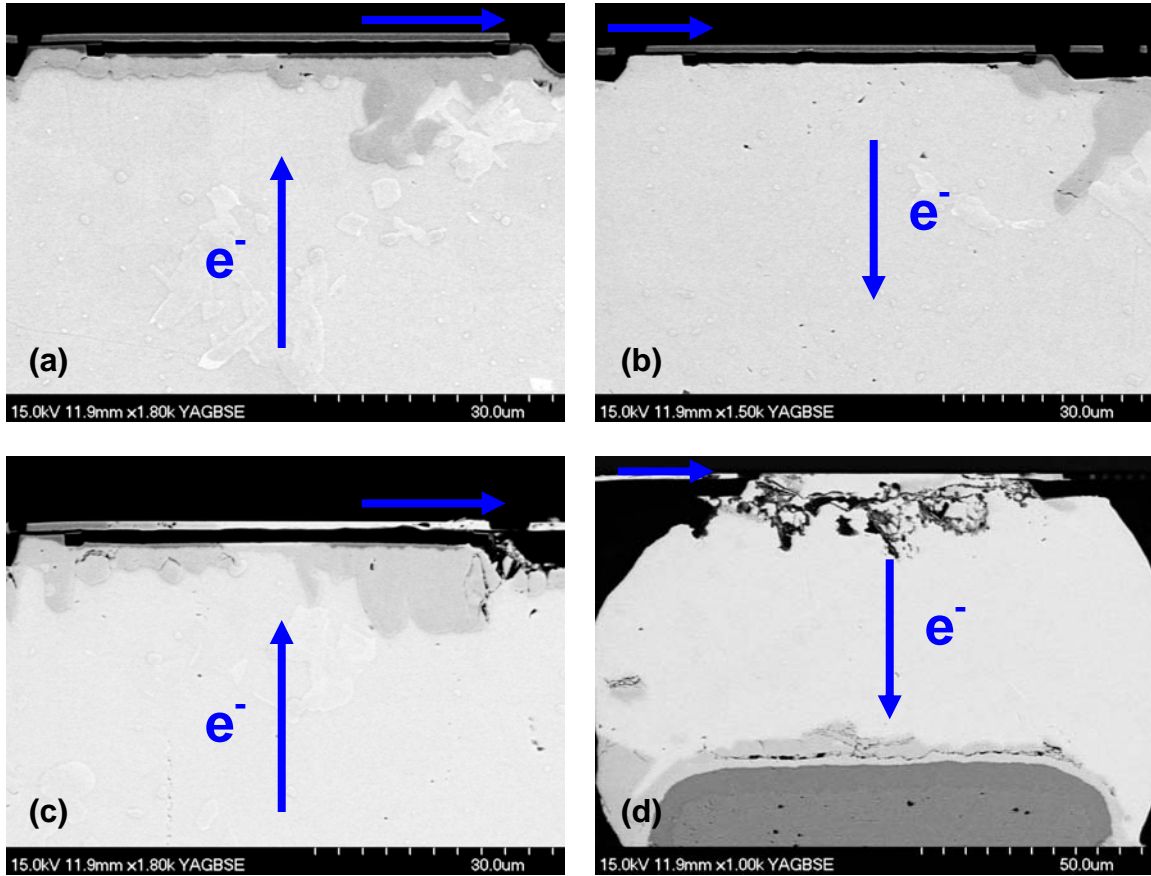 e-
(a)
15.0kV 11.9mm x1.80k YAGBSE 30.0um
e-
(b)
15.0kV 11.9mm x1.50k YAGBSE 30.0um
e-
(c)
15.0kV 11.9mm x1.80k YAGBSE 30.0um
e-
(d)
15.0kV 11.9mm x1.00k YAGBSE 50.0um